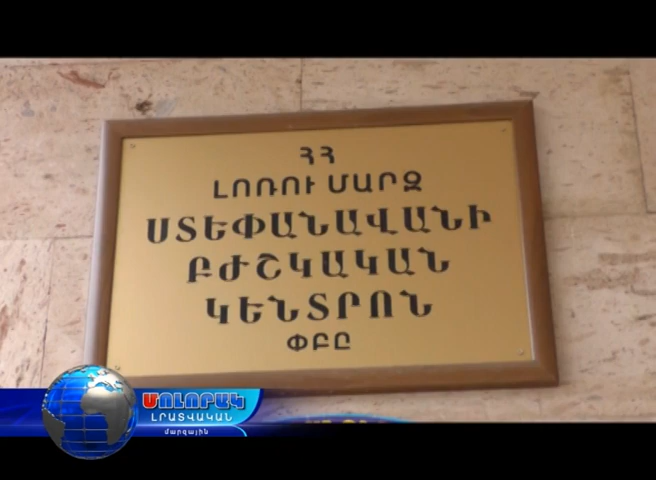 ՀՀ
ԼՈՌՈՒ ՄԱՐԶ
ՍՏԵՓԱՆԱՎԱՆԻ
ԲԺՇԿԱԿԱՆ
ԿԵՆՏՐՈՆ
ՓԲԸ
ՄՈԼՈՐԱԿ
ԼՐԱՏՎԱԿԱՆ
մարզային